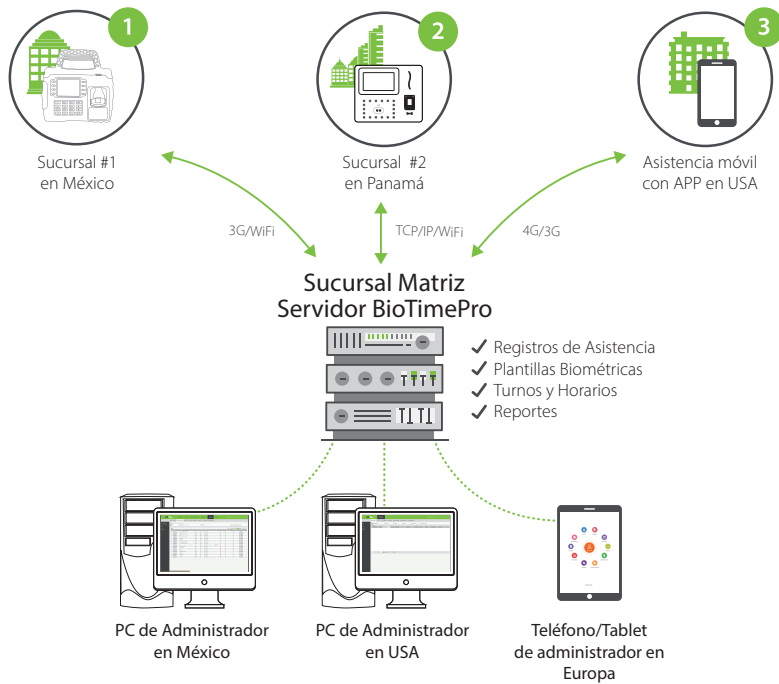 1
2
3
Sucursal #1
en México
Sucursal #2
en Panamá
Asistencia móvil
con APP en USA
3G/WiFi
TCP/IP/WiFi
4G/3G
Sucursal Matriz
Servidor BioTimePro
Registros de Asistencia
Plantillas Biométricas
Turnos y Horarios
Reportes
PC de Administrador
en México
PC de Administrador
en USA
Teléfono/Tablet
de administrador en
Europa